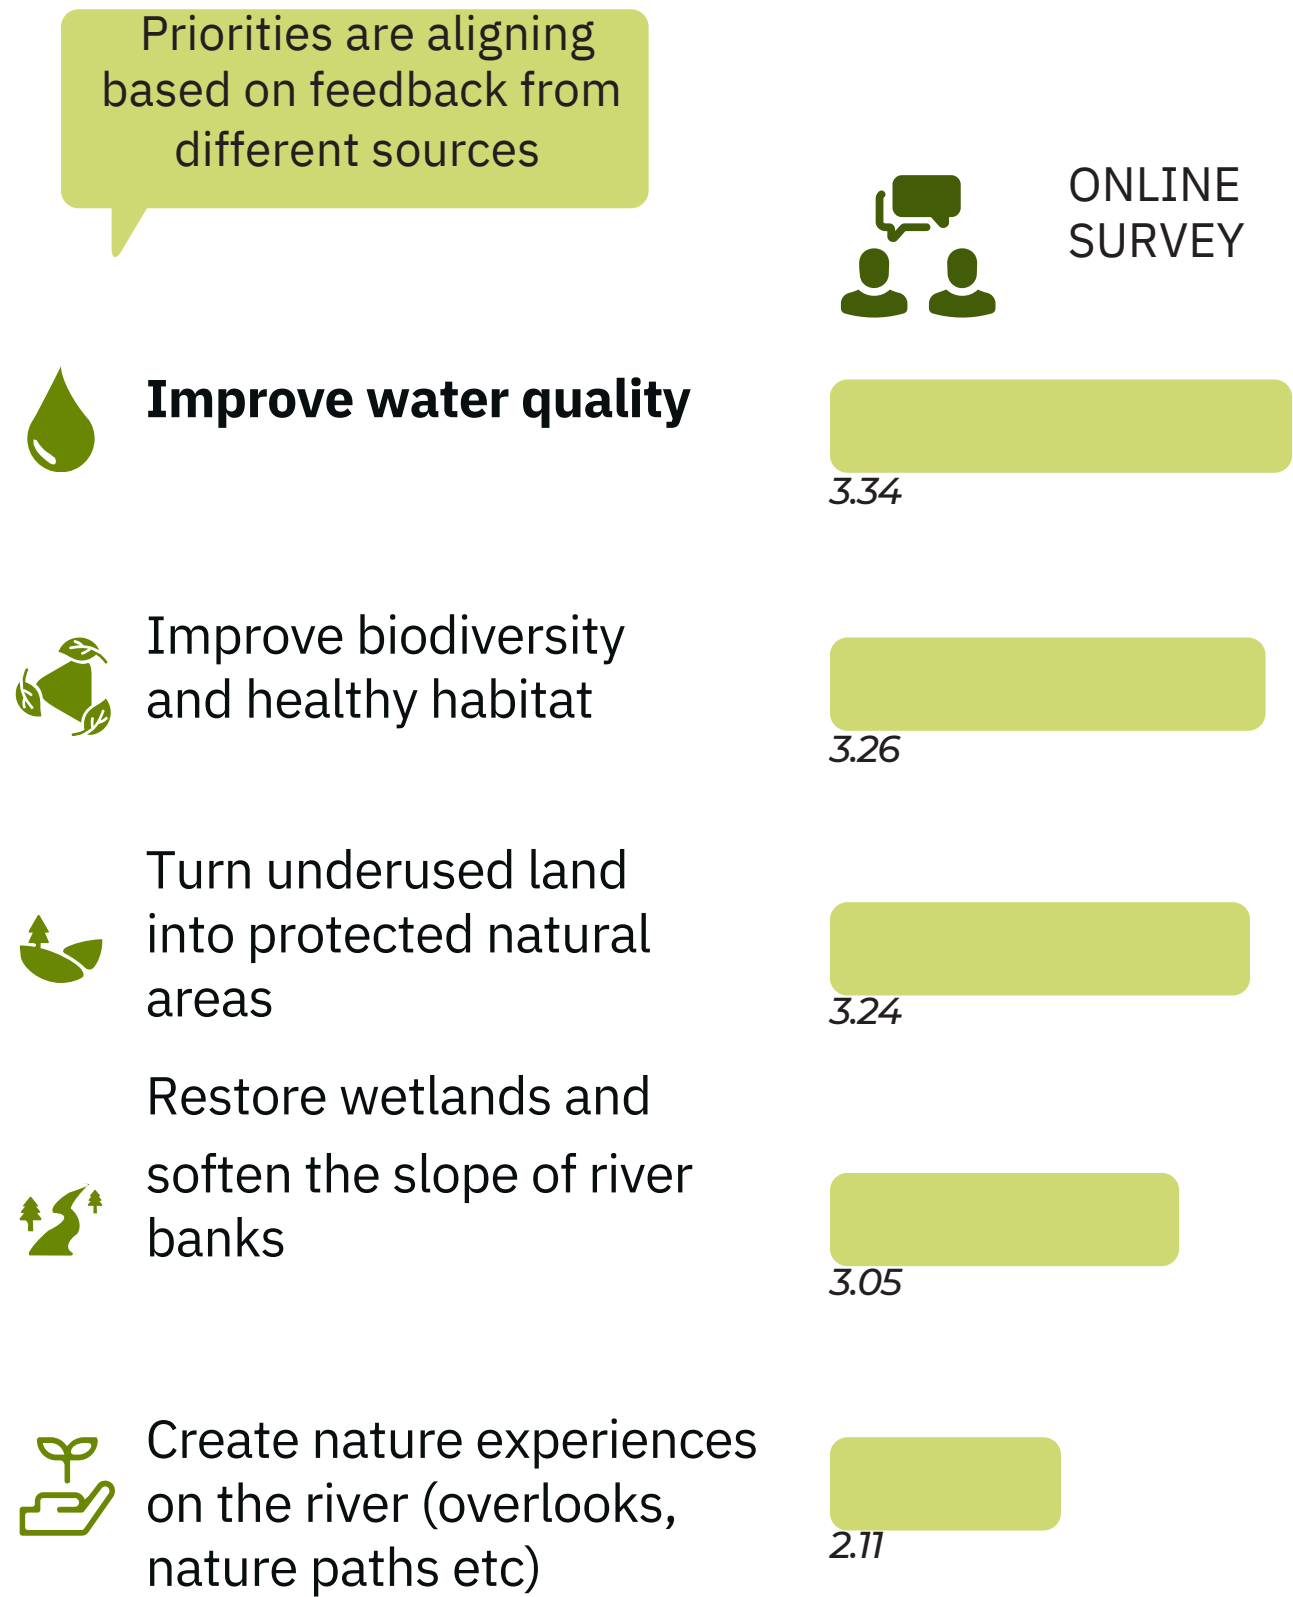 Priorities are aligning
based on feedback from
different sources
ONLINE
SURVEY
Improve water quality
3.34
Improve biodiversity
and healthy habitat
3.26
Turn underused land
into protected natural
areas
3.24
Restore wetlands and
soften the slope of river
banks
3.05
Create nature experiences
on the river (overlooks,
nature paths etc)
2.11